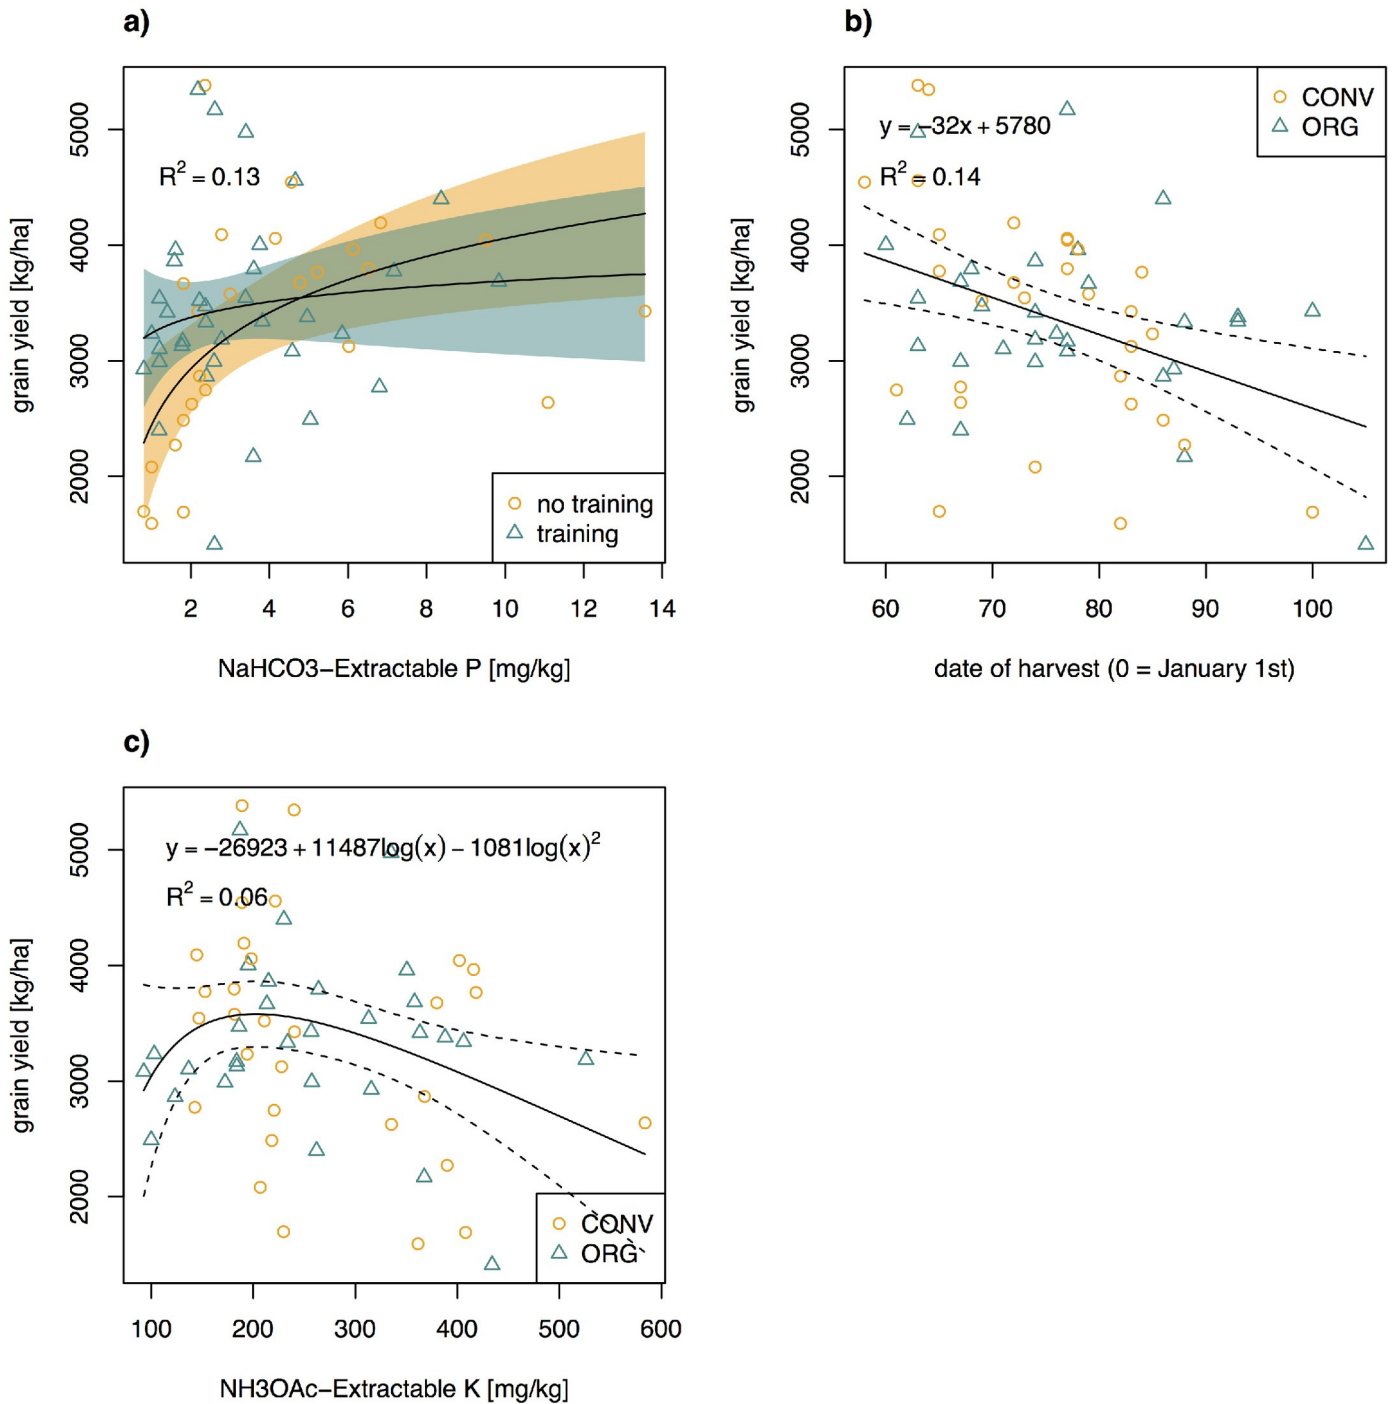 a)
5000
4000
3000
2000
grain yield [kg/ha]
R2 = 0.13
no training
training
2 4 6 8 10 12 14
NaHCO3−Extractable P [mg/kg]
b)
5000
4000
3000
2000
grain yield [kg/ha]
y = −32x + 5780
R2 = 0.14
CONV
ORG
60 70 80 90 100
date of harvest (0 = January 1st)
c)
5000
4000
3000
2000
grain yield [kg/ha]
y = −26923 + 11487log(x) − 1081log(x)2
R2 = 0.06
CONV
ORG
100 200 300 400 500 600
NH3OAc−Extractable K [mg/kg]